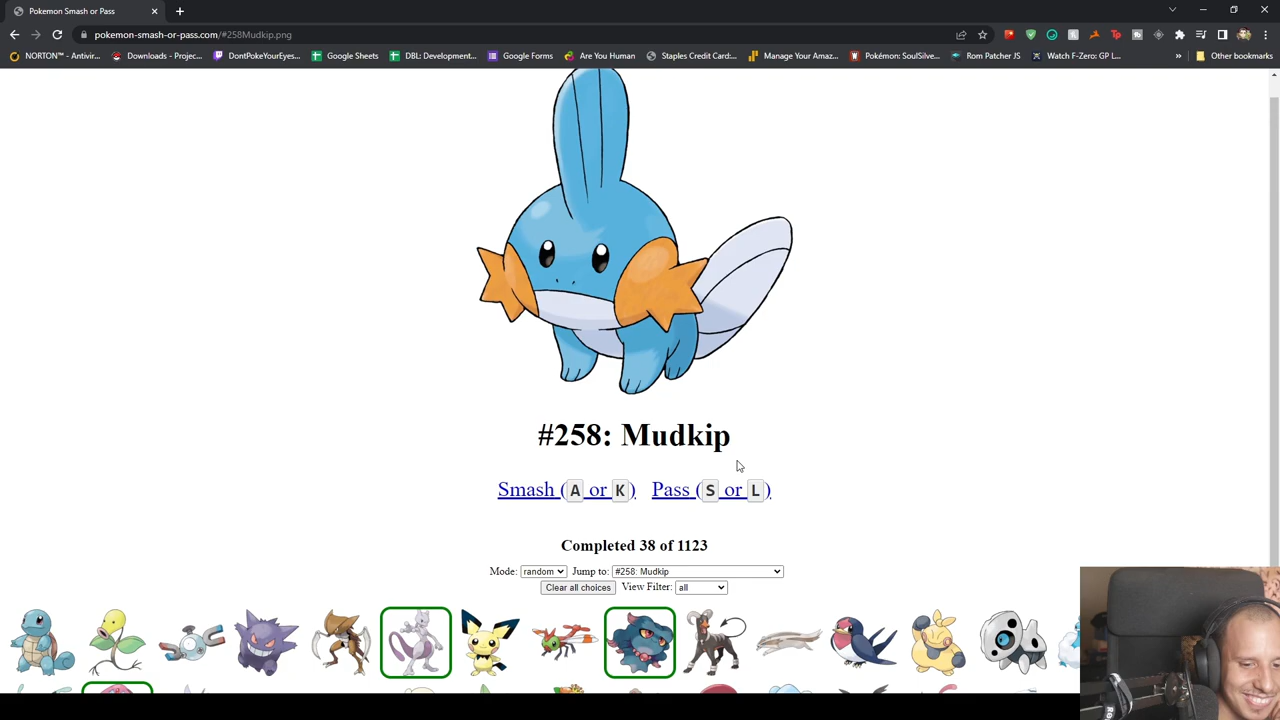 Pokemon Smash or Pass
pokemon-smash-or-pass.com/#258Mudkip.png
NORTON™ - Antivir... Downloads - Projec... DontPokeYourEyes... Google Sheets DBL: Development... Google Forms Are You Human Staples Credit Card:... Manage Your Amaz... Pokémon: SoulSilve... Rom Patcher JS Watch F-Zero: GP L... » Other bookmarks
#258: Mudkip
Smash (A or K) Pass (S or L)
Completed 38 of 1123
Mode: random Jump to: #258: Mudkip
Clear all choices View Filter: all